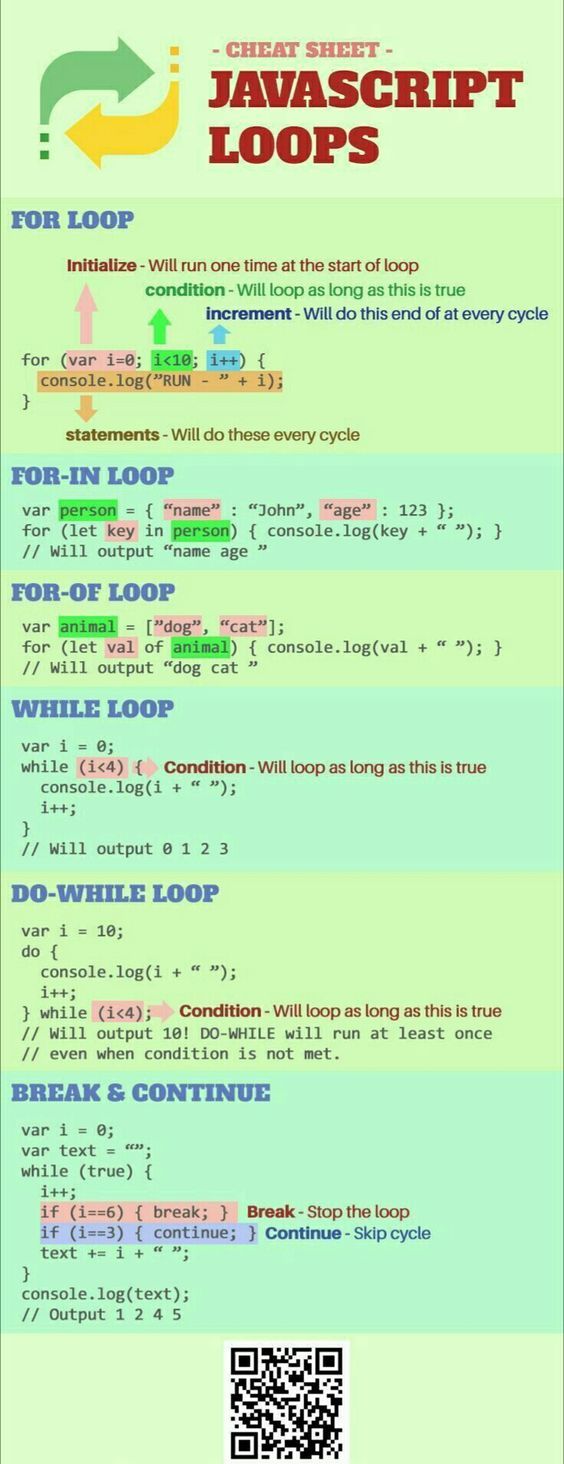 - CHEAT SHEET -
JAVASCRIPT
LOOPS
FOR LOOP
Initialize - Will run one time at the start of loop
condition - Will loop as long as this is true
increment - Will do this end of at every cycle
for (var i=0; i<10; i++) {
  console.log(”RUN - ” + i);
}
statements - Will do these every cycle
FOR-IN LOOP
var person = { “name” : “John”, “age” : 123 };
for (let key in person) { console.log(key + “ ”); }
// Will output “name age ”
FOR-OF LOOP
var animal = [”dog”, “cat”];
for (let val of animal) { console.log(val + “ ”); }
// Will output “dog cat ”
WHILE LOOP
var i = 0;
while (i<4) { Condition - Will loop as long as this is true
  console.log(i + “ ”);
  i++;
}
// Will output 0 1 2 3
DO-WHILE LOOP
var i = 10;
do {
  console.log(i + “ ”);
  i++;
} while (i<4); Condition - Will loop as long as this is true
// Will output 10! DO-WHILE will run at least once
// even when condition is not met.
BREAK & CONTINUE
var i = 0;
var text = “”;
while (true) {
  i++;
  if (i==6) { break; } Break - Stop the loop
  if (i==3) { continue; } Continue - Skip cycle
  text += i + “ ”;
}
console.log(text);
// Output 1 2 4 5